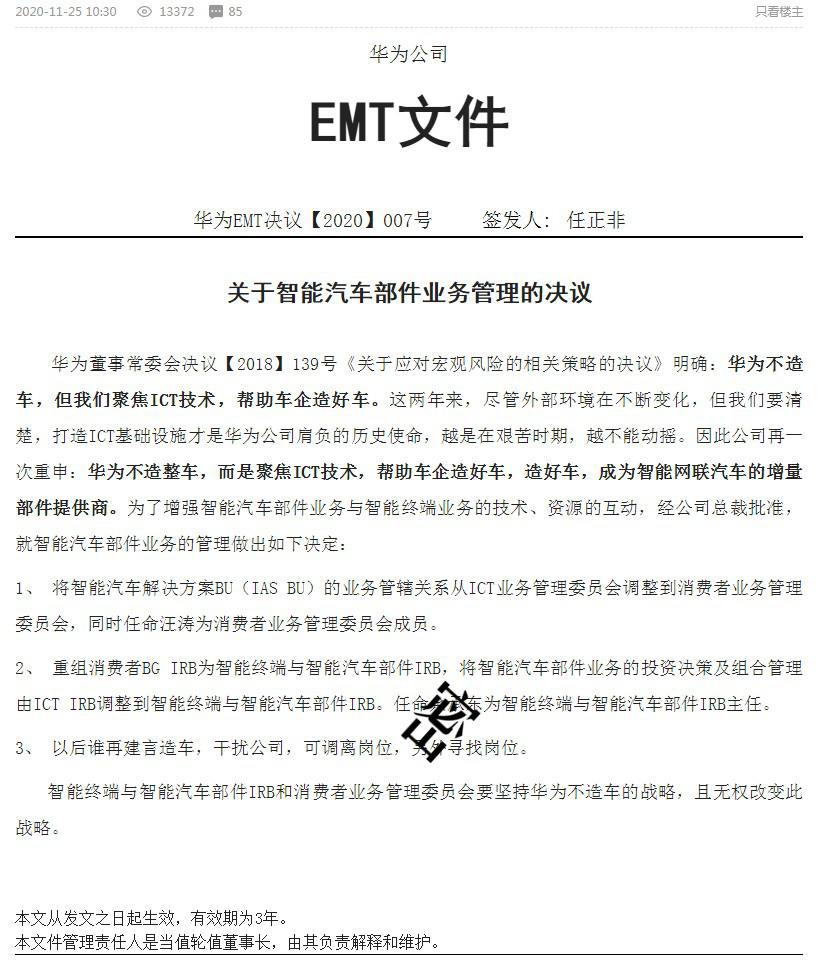 2020-11-25 10:30 13372 85 只看楼主
华为公司
EMT文件
华为EMT决议【2020】007号 签发人: 任正非
关于智能汽车部件业务管理的决议
华为董事常委会决议【2018】139号《关于应对宏观风险的相关策略的决议》明确：华为不造
车，但我们聚焦ICT技术，帮助车企造好车。这两年来，尽管外部环境在不断变化，但我们要清
楚，打造ICT基础设施才是华为公司肩负的历史使命，越是在艰苦时期，越不能动摇。因此公司再一
次重申：华为不造整车，而是聚焦ICT技术，帮助车企造好车，造好车，成为智能网联汽车的增量
部件提供商。为了增强智能汽车部件业务与智能终端业务的技术、资源的互动，经公司总裁批准，
就智能汽车部件业务的管理做出如下决定：
1、 将智能汽车解决方案BU（IAS BU）的业务管辖关系从ICT业务管理委员会调整到消费者业务管理
委员会，同时任命汪涛为消费者业务管理委员会成员。
2、 重组消费者BG IRB为智能终端与智能汽车部件IRB，将智能汽车部件业务的投资决策及组合管理
由ICT IRB调整到智能终端与智能汽车部件IRB。任命承东为智能终端与智能汽车部件IRB主任。
3、 以后谁再建言造车，干扰公司，可调离岗位，另外寻找岗位。
密
智能终端与智能汽车部件IRB和消费者业务管理委员会要坚持华为不造车的战略，且无权改变此
战略。
本文从发文之日起生效，有效期为3年。
本文件管理责任人是当值轮值董事长，由其负责解释和维护。